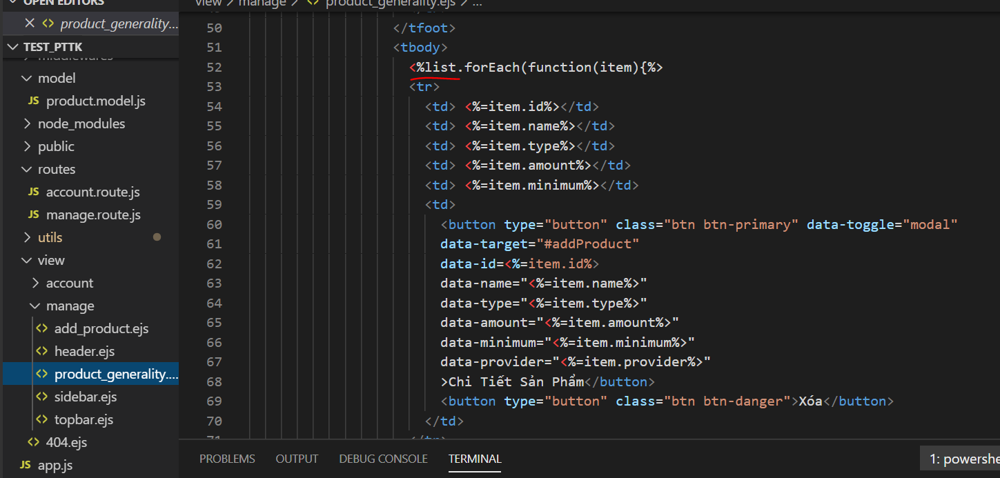 OPEN EDITORS
product_generality...
TEST_PTTK
middlewares
model
JS product.model.js
node_modules
public
routes
JS account.route.js
JS manage.route.js
utils
view
account
manage
<> add_product.ejs
<> header.ejs
<> product_generality....
<> sidebar.ejs
<> topbar.ejs
<> 404.ejs
JS app.js
view > manage > <> product_generality.ejs > ...
50 </tfoot>
51 <tbody>
52 <%list.forEach(function(item){%>
53 <tr>
54 <td> <%=item.id%></td>
55 <td> <%=item.name%></td>
56 <td> <%=item.type%></td>
57 <td> <%=item.amount%></td>
58 <td> <%=item.minimum%></td>
59 <td>
60 <button type="button" class="btn btn-primary" data-toggle="modal"
61 data-target="#addProduct"
62 data-id=<%=item.id%>
63 data-name="<%=item.name%>"
64 data-type="<%=item.type%>"
65 data-amount="<%=item.amount%>"
66 data-minimum="<%=item.minimum%>"
67 data-provider="<%=item.provider%>"
68 >Chi Tiết Sản Phẩm</button>
69 <button type="button" class="btn btn-danger">Xóa</button>
70 </td>
71 </tr>
PROBLEMS OUTPUT DEBUG CONSOLE TERMINAL
1: powershe